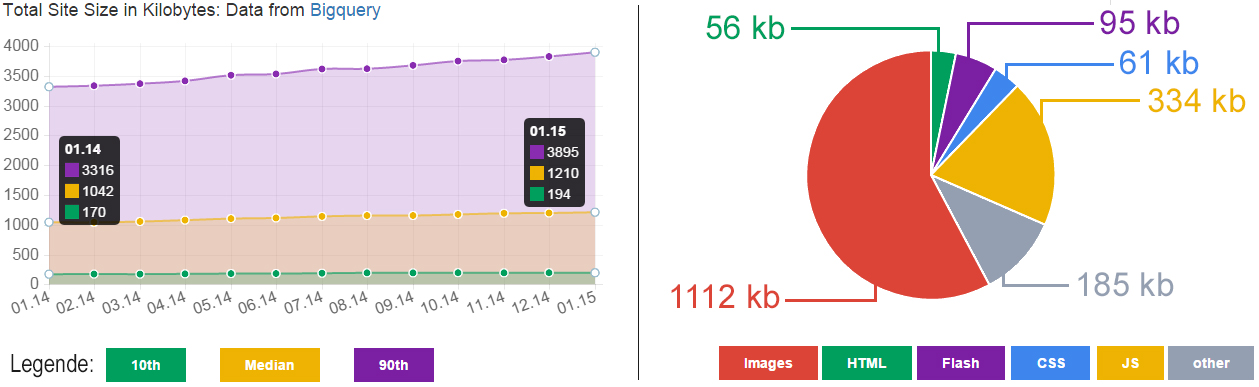 Total Site Size in Kilobytes: Data from Bigquery
4000
3500
3000
2500
2000
1500
1000
500
0
01.14
3316
1042
170
01.15
3895
1210
194
01.14 02.14 03.14 04.14 05.14 06.14 07.14 08.14 09.14 10.14 11.14 12.14 01.15
Legende: 10th Median 90th
56 kb
95 kb
61 kb
334 kb
185 kb
1112 kb
Images HTML Flash CSS JS other